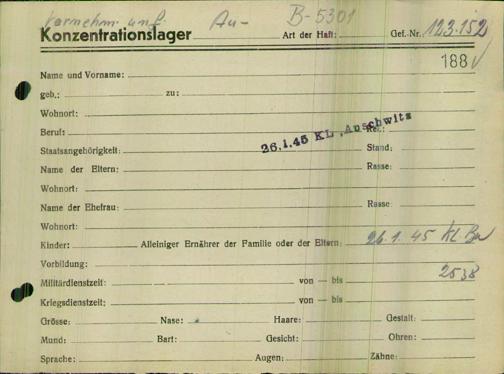 vernehm. unf. Au- B-5301
Konzentrationslager Art der Haft: Gef.-Nr.: 123.152
188
Name und Vorname:
geb.: zu:
Wohnort:
Beruf: Rel.:
26.1.45 KL „Auschwitz
Staatsangehörigkeit: Stand:
Name der Eltern: Rasse:
Wohnort:
Name der Ehefrau: Rasse:
Wohnort:
Kinder: Alleiniger Ernährer der Familie oder der Eltern: 26.1.45 KL Bu
Vorbildung:
2538
Militärdienstzeit: von — bis
Kriegsdienstzeit: von — bis
Grösse: Nase: Haare: Gestalt:
Mund: Bart: Gesicht: Ohren:
Sprache: Augen: Zähne: